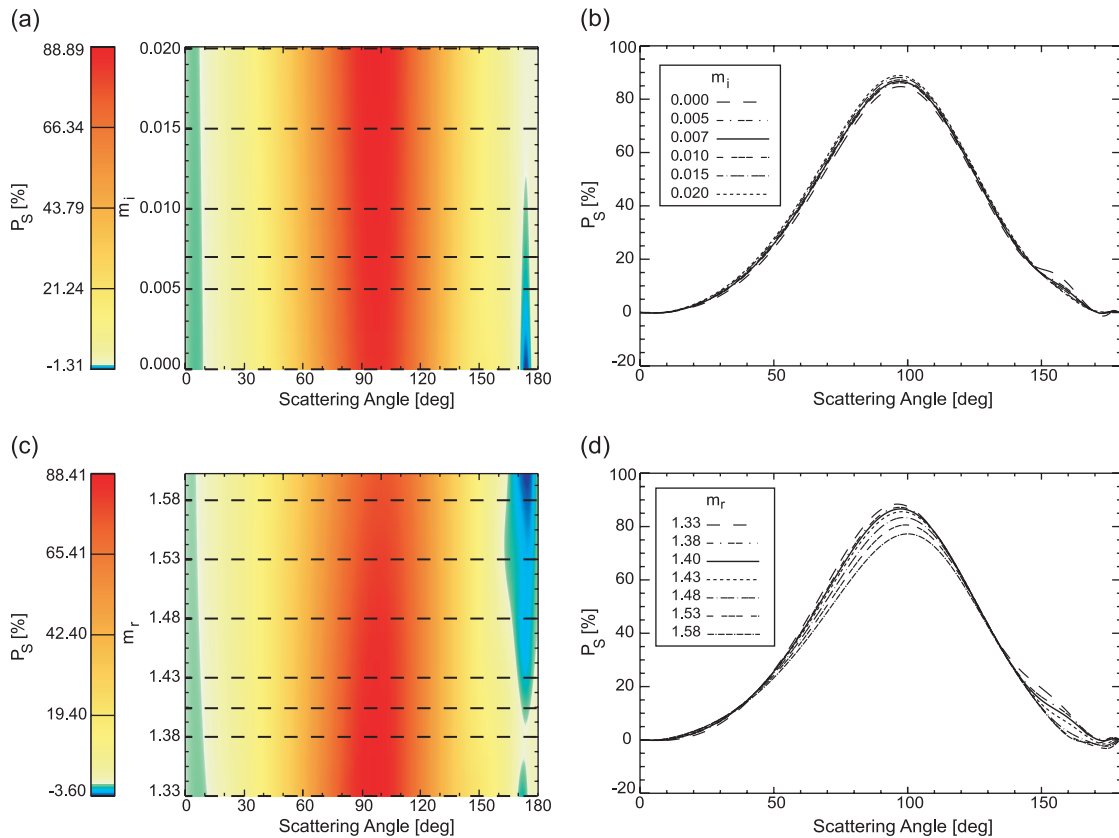 (a)
88.89
66.34
43.79
21.24
-1.31
P_S [%]
m_i
0.020
0.015
0.010
0.005
0.000
0 30 60 90 120 150 180
Scattering Angle [deg]
(b)
100
80
60
40
20
0
-20
P_S [%]
m_i
0.000
0.005
0.007
0.010
0.015
0.020
0 50 100 150
Scattering Angle [deg]
(c)
88.41
65.41
42.40
19.40
-3.60
P_S [%]
m_r
1.58
1.53
1.48
1.43
1.38
1.33
0 30 60 90 120 150 180
Scattering Angle [deg]
(d)
100
80
60
40
20
0
-20
P_S [%]
m_r
1.33
1.38
1.40
1.43
1.48
1.53
1.58
0 50 100 150
Scattering Angle [deg]